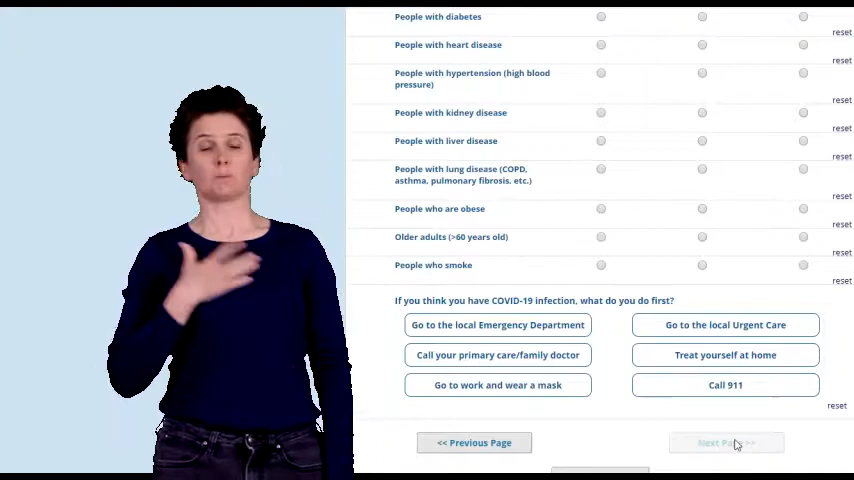 People with diabetes
reset
People with heart disease
reset
People with hypertension (high blood
pressure)
reset
People with kidney disease
reset
People with liver disease
reset
People with lung disease (COPD,
asthma, pulmonary fibrosis, etc.)
reset
People who are obese
reset
Older adults (>60 years old)
reset
People who smoke
reset
If you think you have COVID-19 infection, what do you do first?
Go to the local Emergency Department
Go to the local Urgent Care
Call your primary care/family doctor
Treat yourself at home
Go to work and wear a mask
Call 911
reset
<< Previous Page
Next Page >>